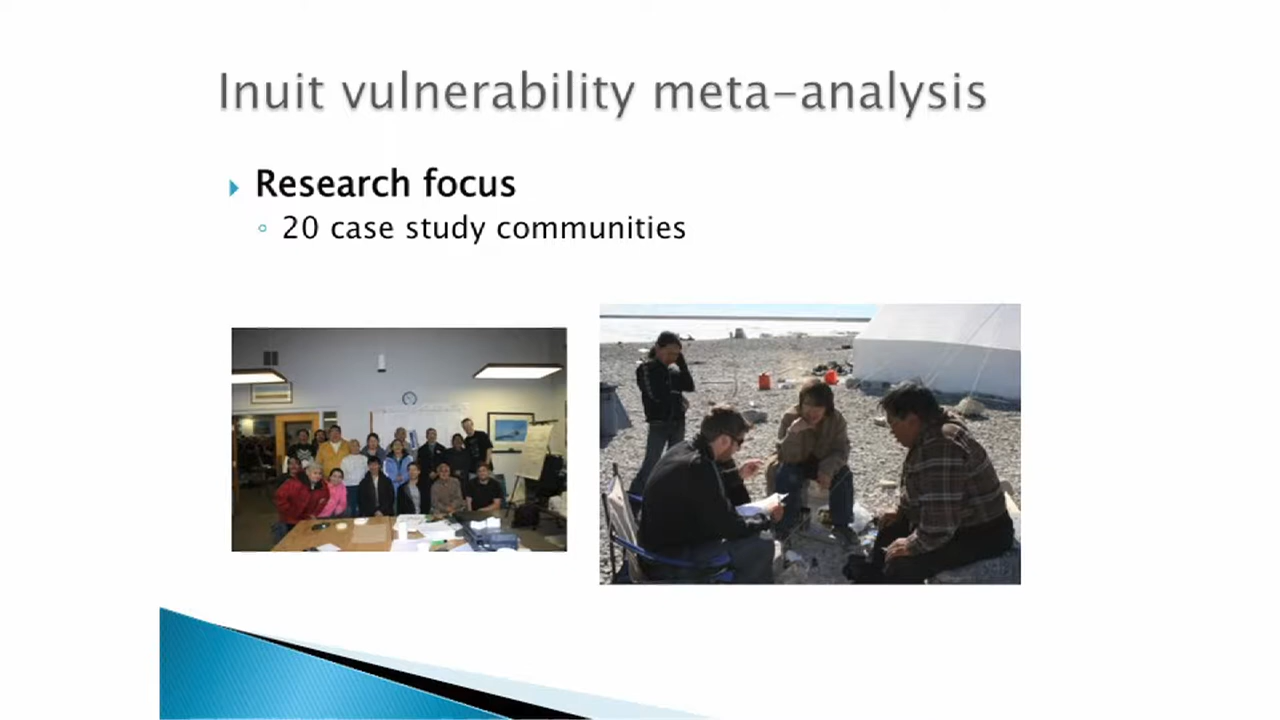 Inuit vulnerability meta-analysis
Research focus
20 case study communities